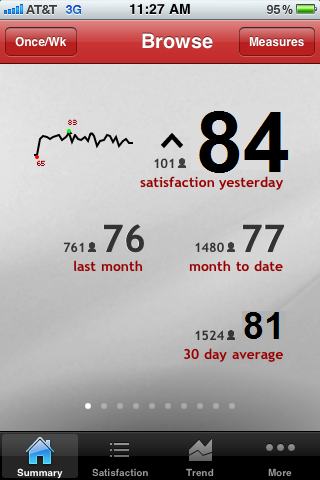 AT&T 3G 11:27 AM 95%
Once/Wk Browse Measures
83
65
101 84
satisfaction yesterday
761 76
last month
1480 77
month to date
1524 81
30 day average
Summary Satisfaction Trend More